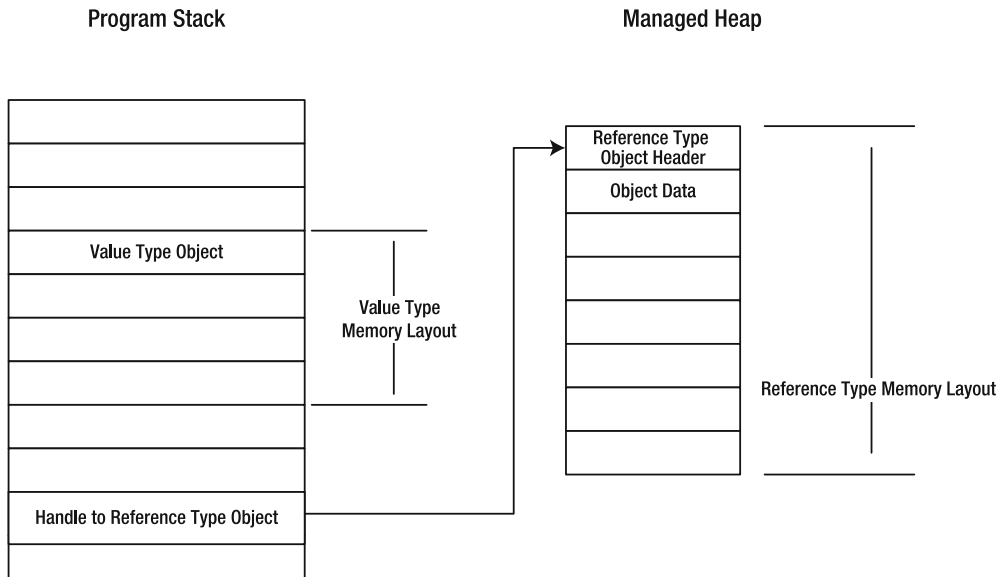 Program Stack
Managed Heap
Reference Type
Object Header
Object Data
Value Type Object
Value Type
Memory Layout
Reference Type Memory Layout
Handle to Reference Type Object